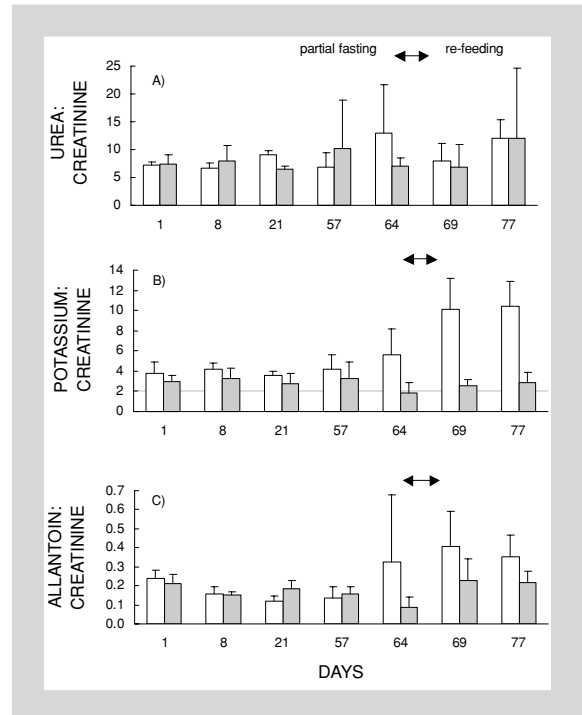 partial fasting re-feeding
A)
UREA:
CREATININE
25
20
15
10
5
0
1 8 21 57 64 69 77
B)
POTASSIUM:
CREATININE
14
12
10
8
6
4
2
0
1 8 21 57 64 69 77
C)
ALLANTOIN:
CREATININE
0.7
0.6
0.5
0.4
0.3
0.2
0.1
0.0
1 8 21 57 64 69 77
DAYS